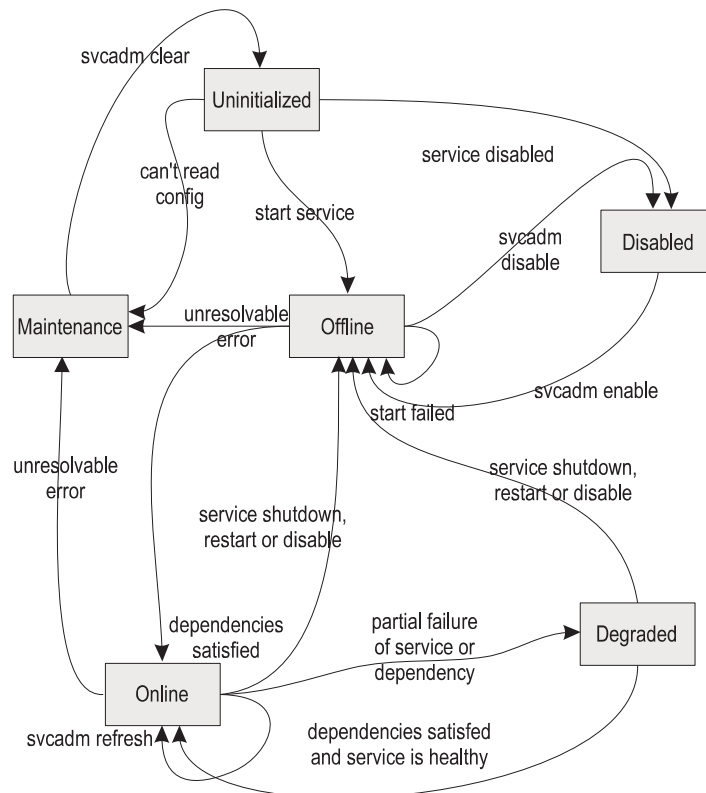 svcadm clear
Uninitialized
service disabled
can't read
config
start service
svcadm
disable
Disabled
Maintenance
unresolvable
error
Offline
start failed
svcadm enable
unresolvable
error
service shutdown,
restart or disable
service shutdown,
restart or disable
dependencies
satisfied
partial failure
of service or
dependency
Degraded
Online
svcadm refresh
dependencies satisfed
and service is healthy